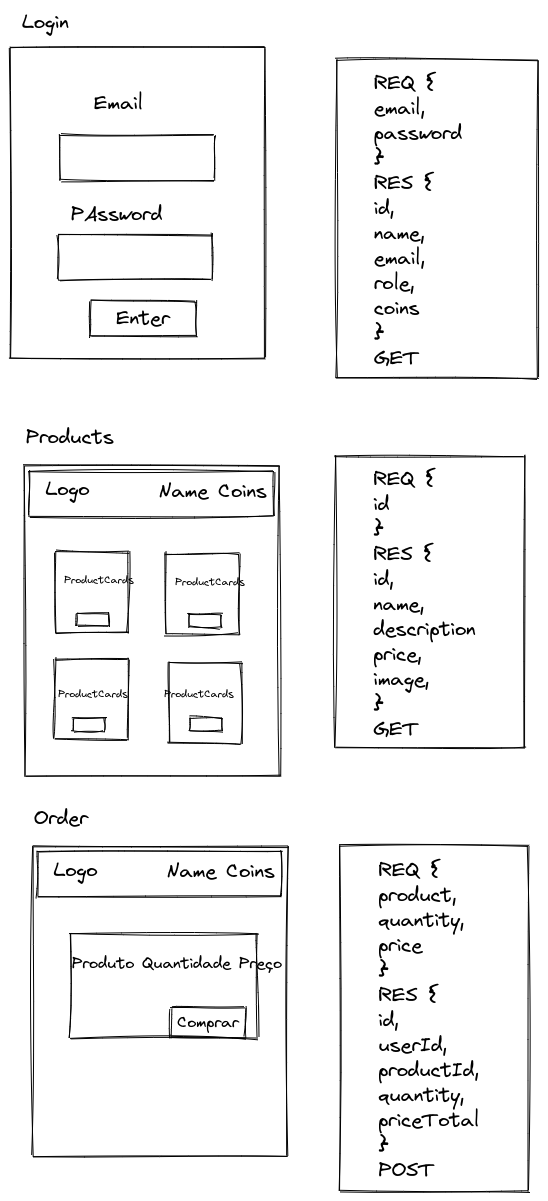 Login
Email
PAssword
Enter
REQ {
email,
password
}
RES {
id,
name,
email,
role,
coins
}
GET
Products
Logo Name Coins
ProductCards ProductCards
ProductCards ProductCards
REQ {
id
}
RES {
id,
name,
description
price,
image,
}
GET
Order
Logo Name Coins
Produto Quantidade Preço
Comprar
REQ {
product,
quantity,
price
}
RES {
id,
userId,
productId,
quantity,
priceTotal
}
POST